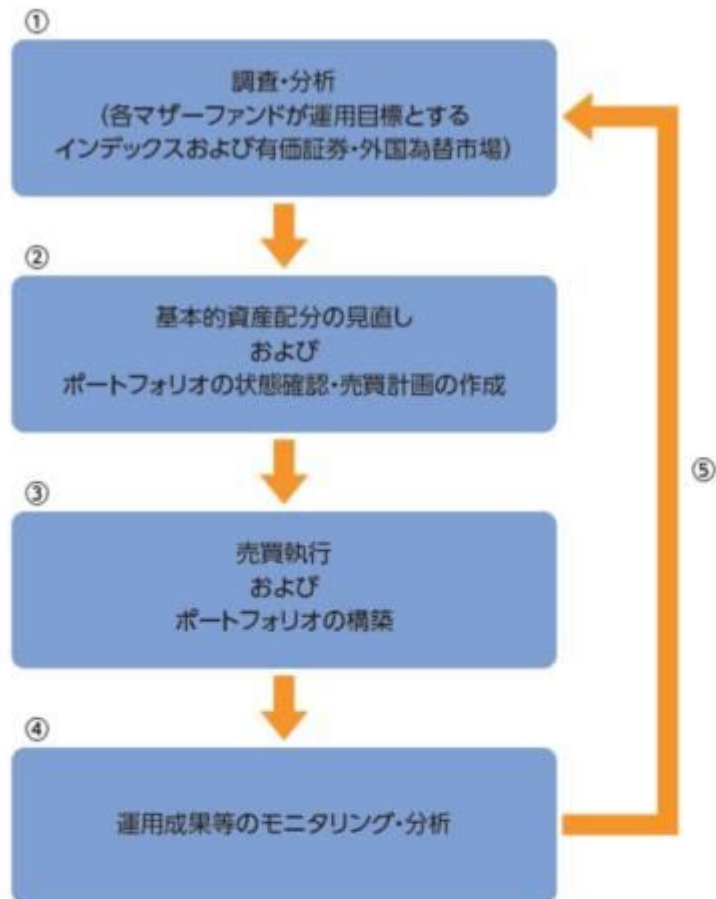 ①
調査・分析
(各マザーファンドが運用目標とする
インデックスおよび有価証券・外国為替市場)
②
基本的資産配分の見直し
および
ポートフォリオの状態確認・売買計画の作成
⑤
③
売買執行
および
ポートフォリオの構築
④
運用成果等のモニタリング・分析